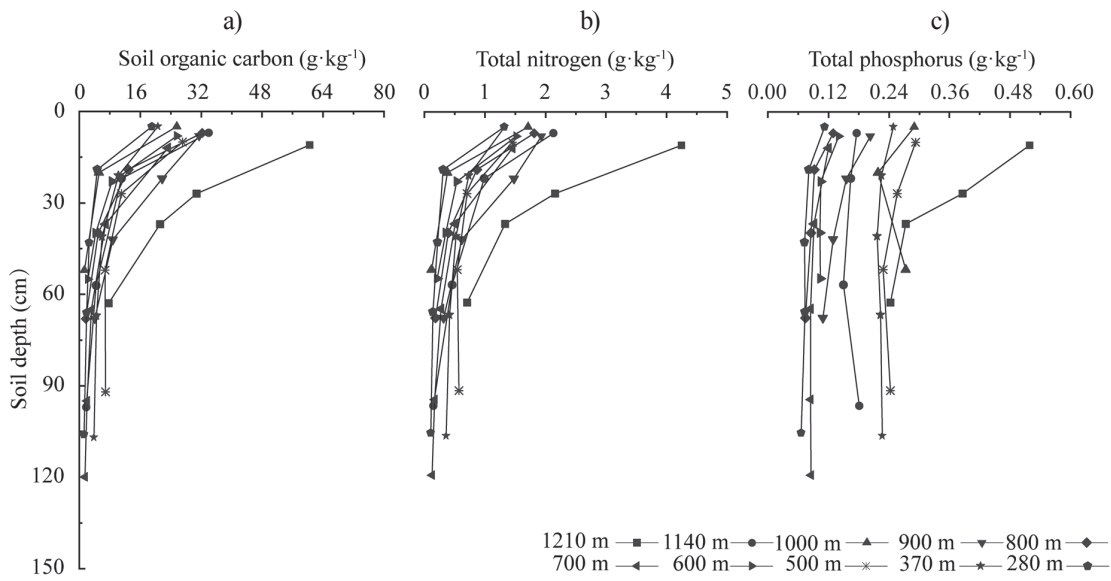 a) b) c)
Soil organic carbon (g·kg⁻¹) Total nitrogen (g·kg⁻¹) Total phosphorus (g·kg⁻¹)
0 16 32 48 64 80 0 1 2 3 4 5 0.00 0.12 0.24 0.36 0.48 0.60
0
30
60
90
120
150
Soil depth (cm)
1210 m 1140 m 1000 m 900 m 800 m
700 m 600 m 500 m 370 m 280 m